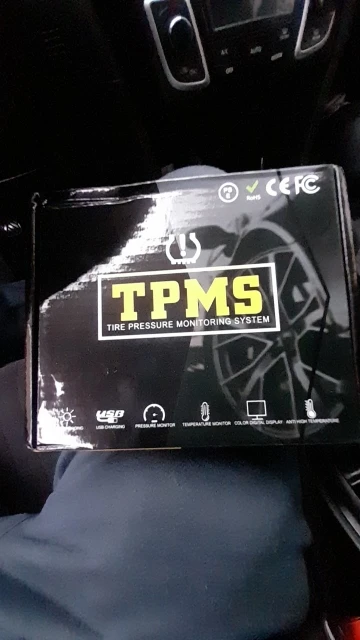 RoHS CE FC
TPMS
TIRE PRESSURE MONITORING SYSTEM
USB
USB CHARGING PRESSURE MONITOR TEMPERATURE MONITOR COLOR DIGITAL DISPLAY ANTI HIGH TEMPERATURE